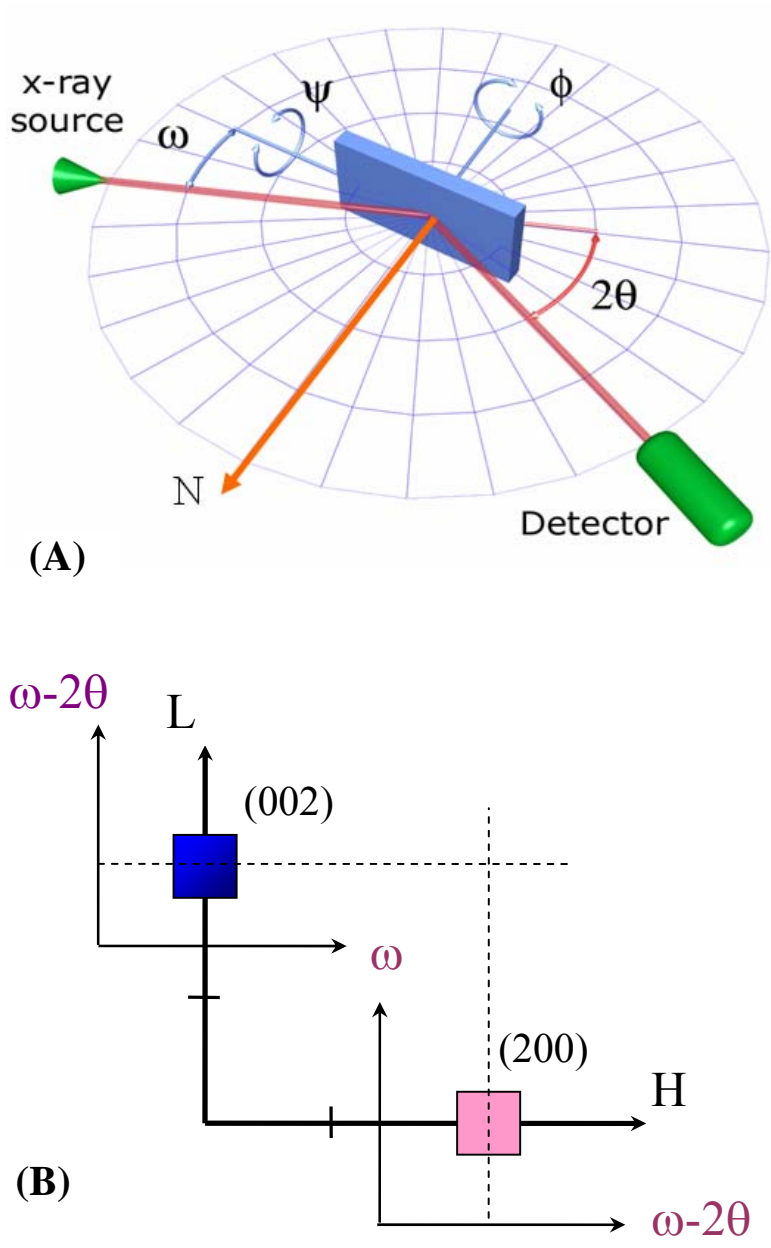 x-ray
source
ω
ψ
ϕ
2θ
N
Detector
(A)
ω-2θ
L
(002)
ω
(200)
H
(B)
ω-2θ